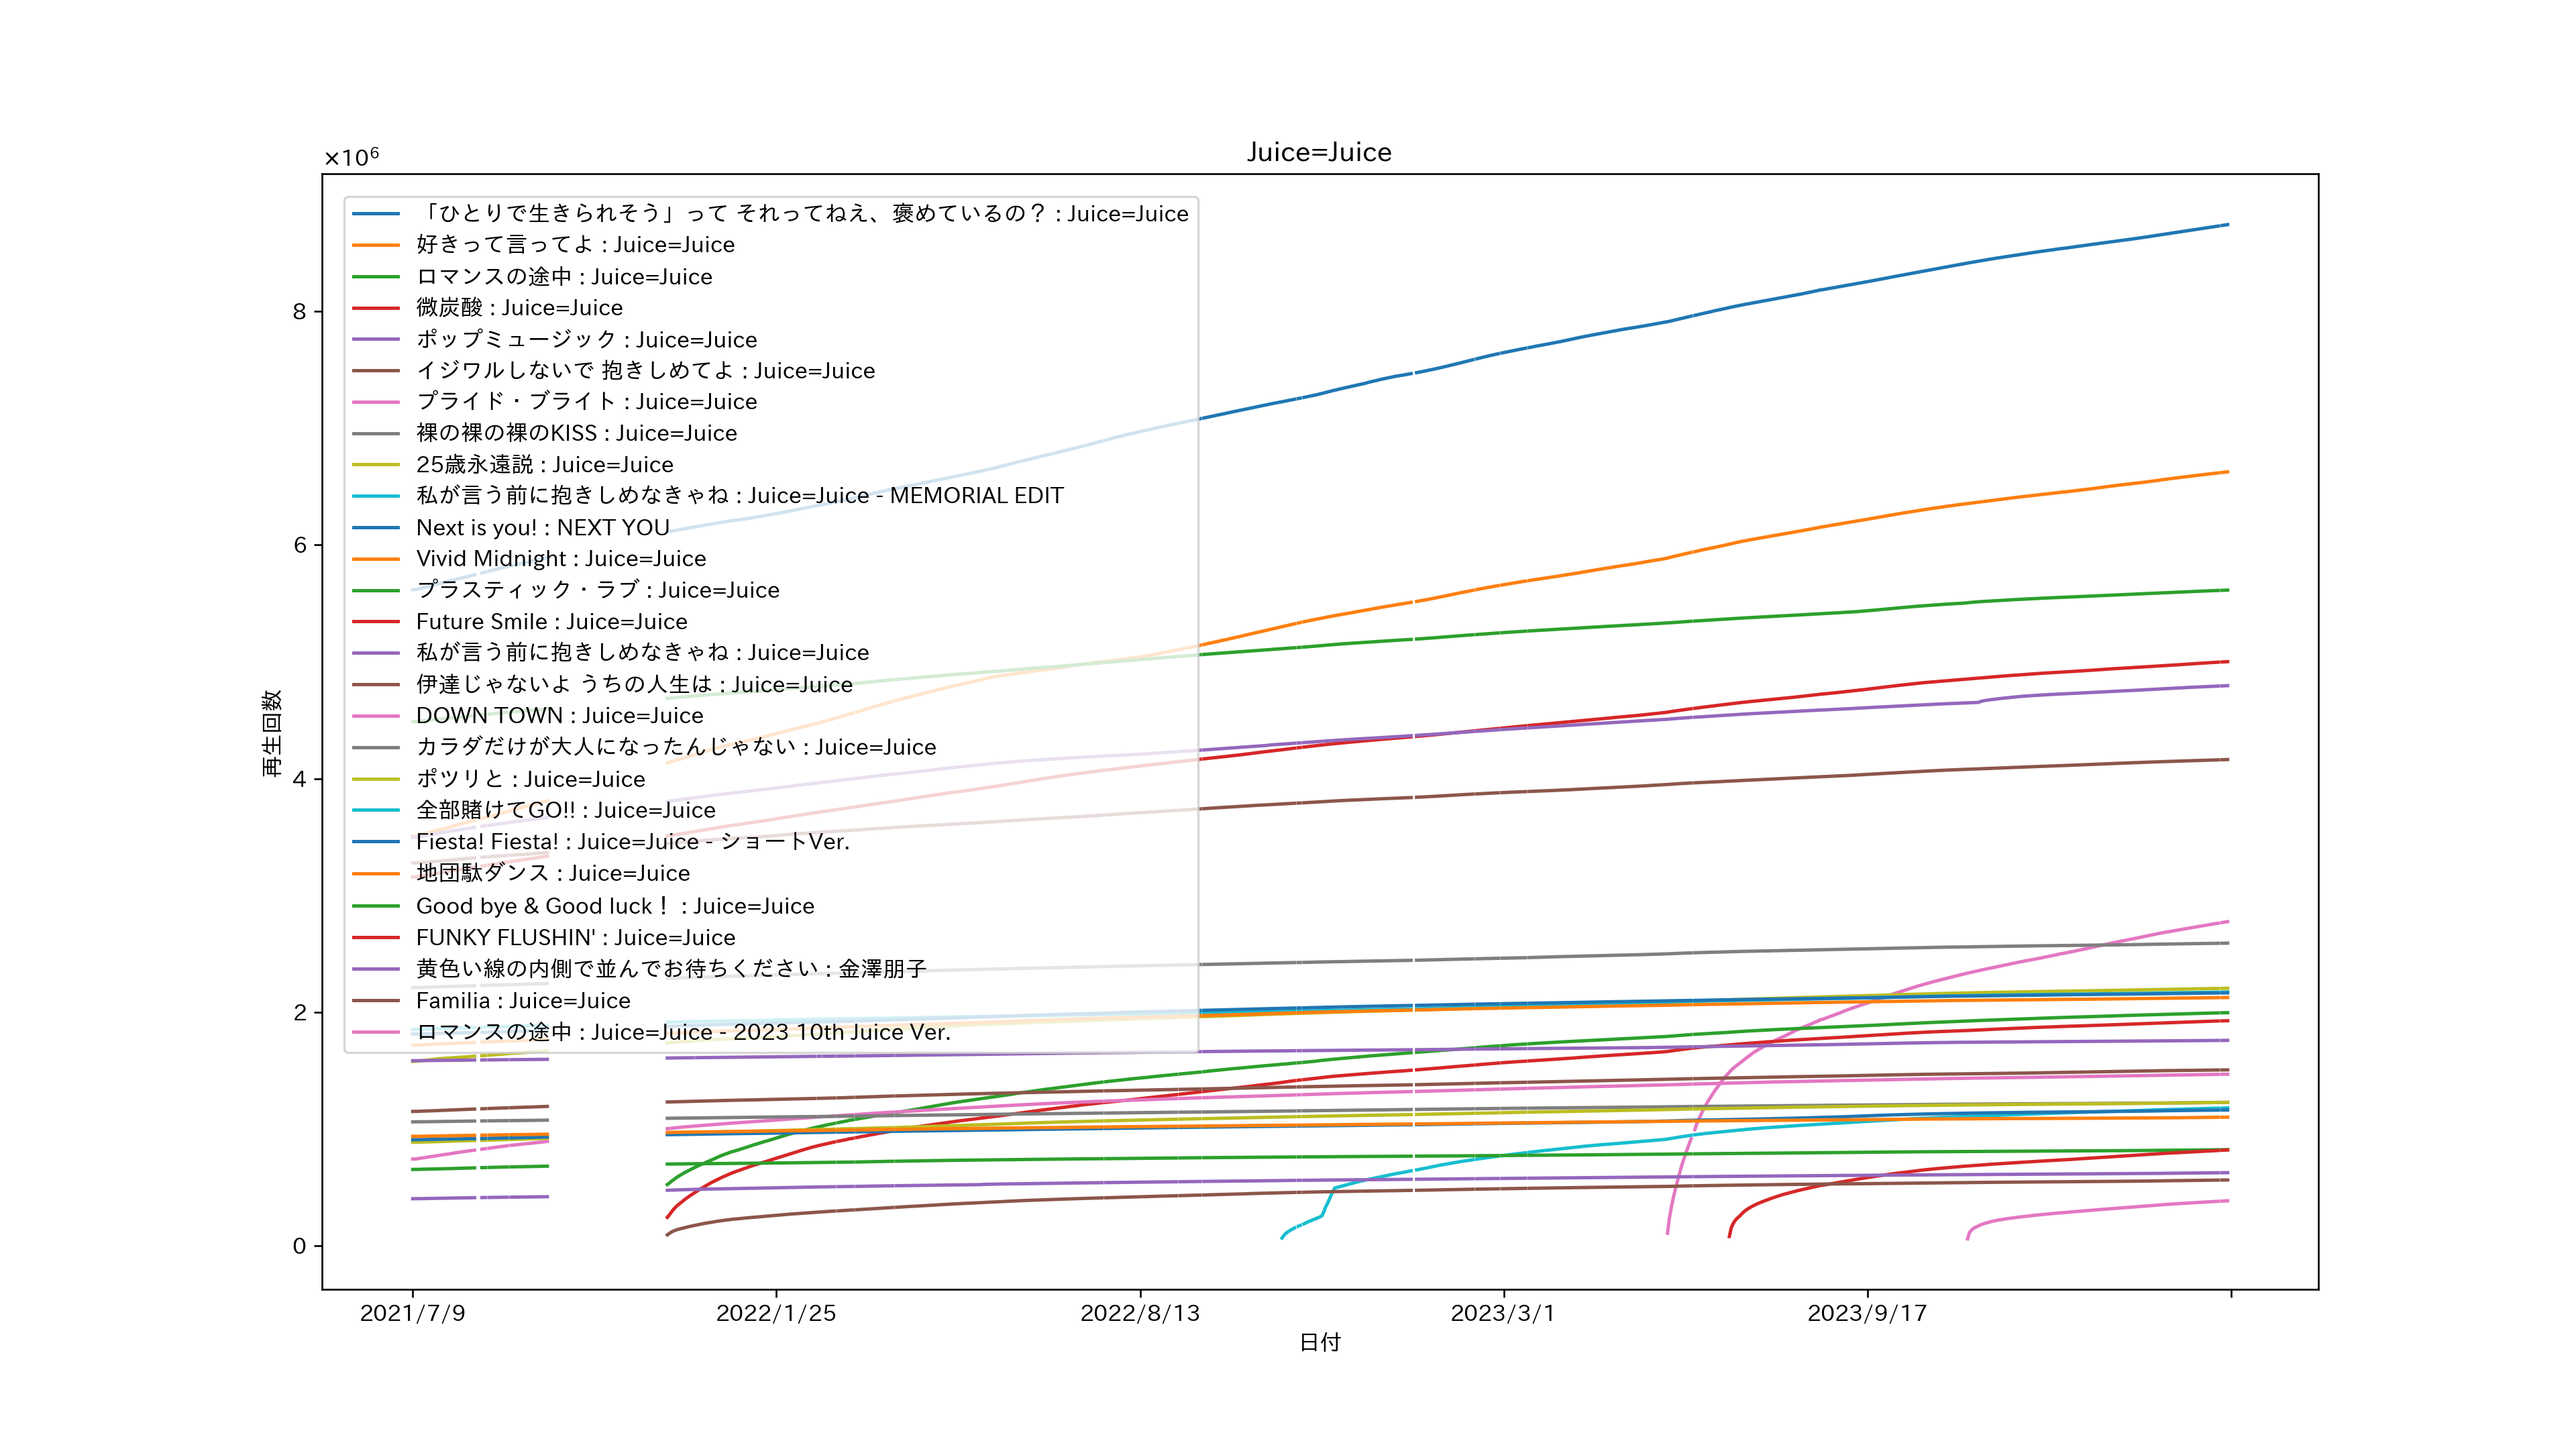 Juice=Juice
×10⁶
「ひとりで生きられそう」って それってねえ、褒めているの？ : Juice=Juice
好きって言ってよ : Juice=Juice
ロマンスの途中 : Juice=Juice
微炭酸 : Juice=Juice
ポップミュージック : Juice=Juice
イジワルしないで 抱きしめてよ : Juice=Juice
プライド・ブライト : Juice=Juice
裸の裸の裸のKISS : Juice=Juice
25歳永遠説 : Juice=Juice
私が言う前に抱きしめなきゃね : Juice=Juice - MEMORIAL EDIT
Next is you! : NEXT YOU
Vivid Midnight : Juice=Juice
プラスティック・ラブ : Juice=Juice
Future Smile : Juice=Juice
私が言う前に抱きしめなきゃね : Juice=Juice
伊達じゃないよ うちの人生は : Juice=Juice
DOWN TOWN : Juice=Juice
カラダだけが大人になったんじゃない : Juice=Juice
ポツリと : Juice=Juice
全部賭けてGO!! : Juice=Juice
Fiesta! Fiesta! : Juice=Juice - ショートVer.
地団駄ダンス : Juice=Juice
Good bye & Good luck！ : Juice=Juice
FUNKY FLUSHIN' : Juice=Juice
黄色い線の内側で並んでお待ちください : 金澤朋子
Familia : Juice=Juice
ロマンスの途中 : Juice=Juice - 2023 10th Juice Ver.
8
6
4
2
0
再生回数
2021/7/9
2022/1/25
2022/8/13
2023/3/1
2023/9/17
日付